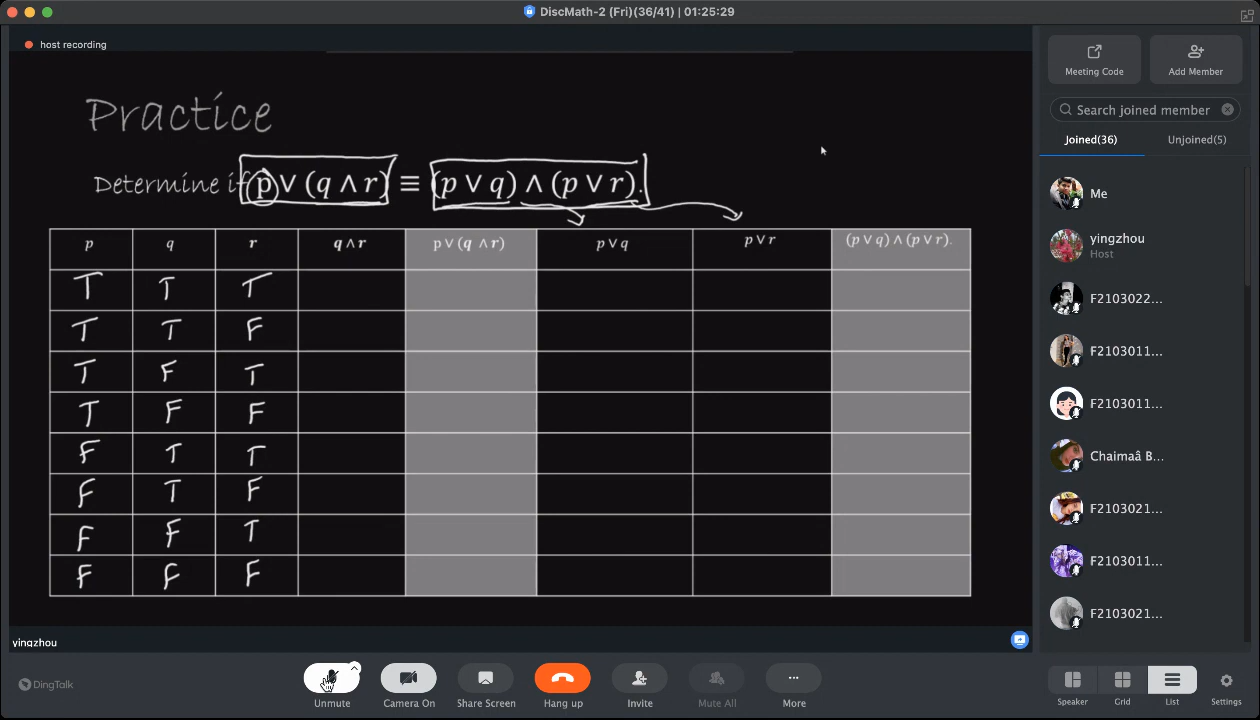 DiscMath-2 (Fri)(36/41) | 01:25:29
host recording
Practice
Determine if p ∨ (q ∧ r) ≡ (p ∨ q) ∧ (p ∨ r).
p q r q ∧ r p ∨ (q ∧ r) p ∨ q p ∨ r (p ∨ q) ∧ (p ∨ r).
T T T
T T F
T F T
T F F
F T T
F T F
F F T
F F F
yingzhou
DingTalk
Unmute Camera On Share Screen Hang up Invite Mute All More
Meeting Code Add Member
Search joined member
Joined(36) Unjoined(5)
Me
yingzhou
Host
F2103022...
F2103011...
F2103011...
Chaimaâ B...
F2103021...
F2103011...
F2103021...
Speaker Grid List Settings